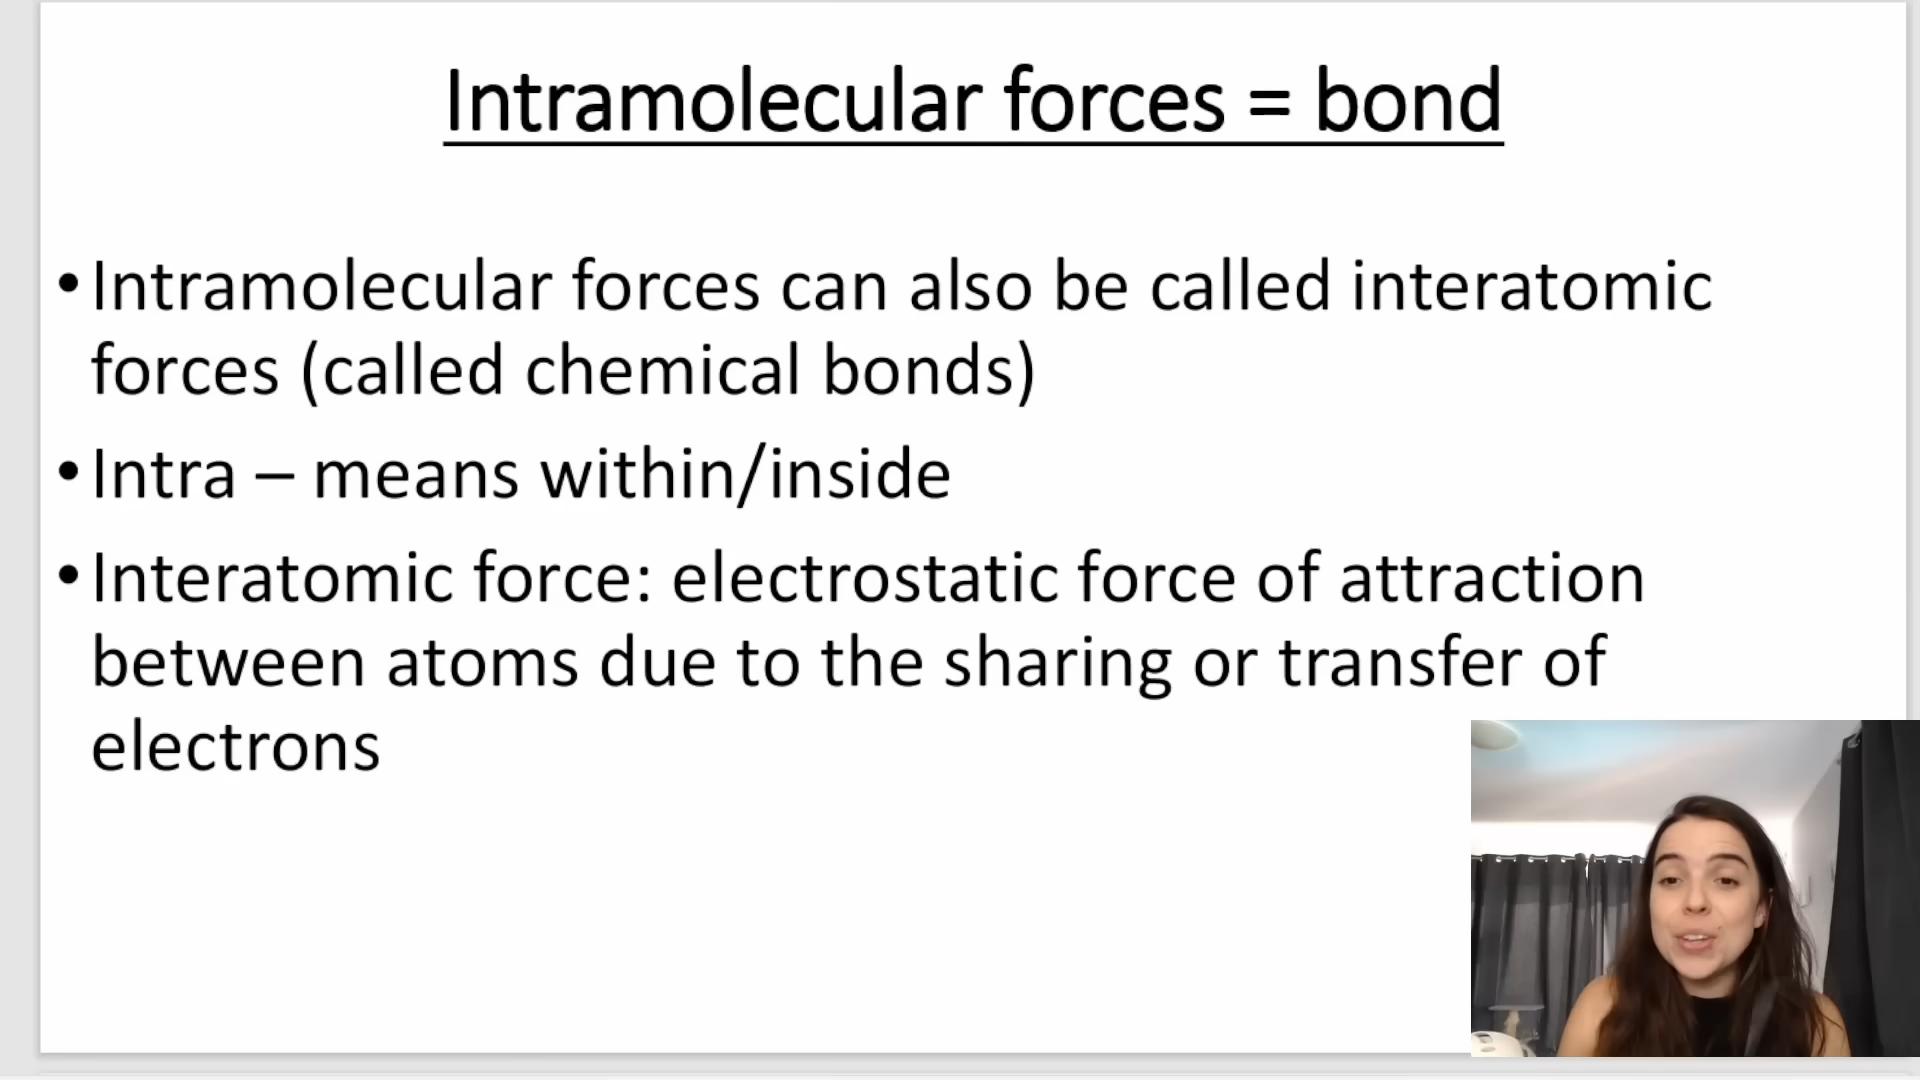 Intramolecular forces = bond
• Intramolecular forces can also be called interatomic
forces (called chemical bonds)
• Intra – means within/inside
• Interatomic force: electrostatic force of attraction
between atoms due to the sharing or transfer of
electrons